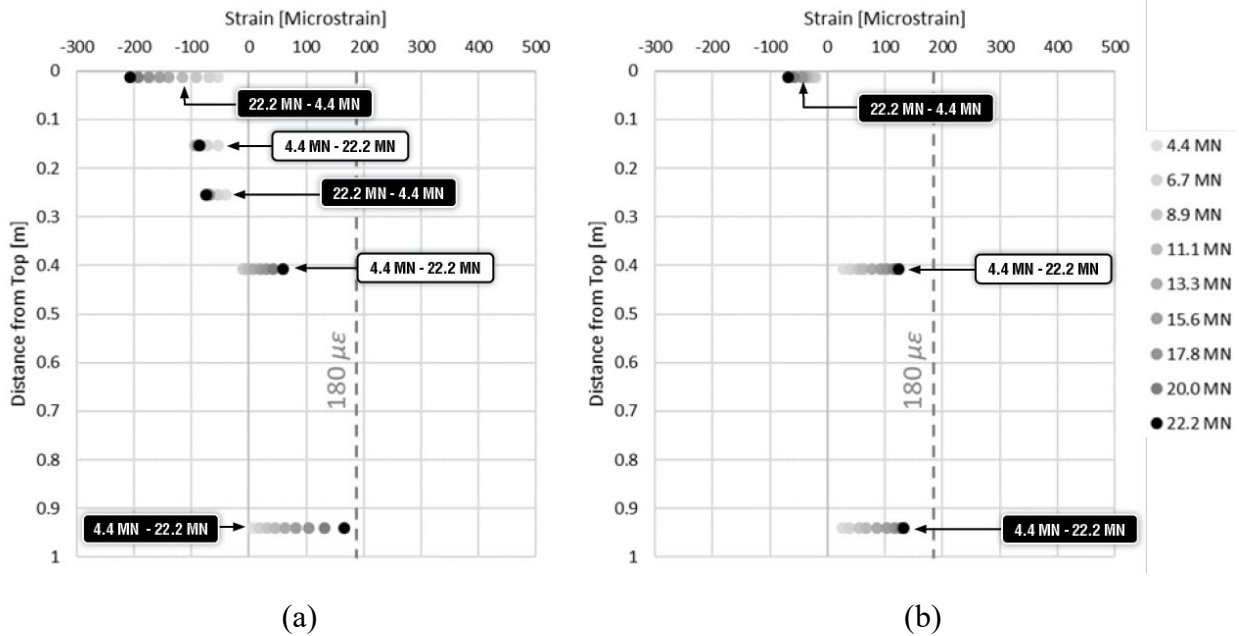 Strain [Microstrain]
-300 -200 -100 0 100 200 300 400 500
Distance from Top [m]
0
0.1
0.2
0.3
0.4
0.5
0.6
0.7
0.8
0.9
1
22.2 MN - 4.4 MN
4.4 MN - 22.2 MN
22.2 MN - 4.4 MN
4.4 MN - 22.2 MN
180 με
4.4 MN - 22.2 MN
(a)
Strain [Microstrain]
-300 -200 -100 0 100 200 300 400 500
Distance from Top [m]
0
0.1
0.2
0.3
0.4
0.5
0.6
0.7
0.8
0.9
1
22.2 MN - 4.4 MN
4.4 MN - 22.2 MN
180 με
4.4 MN - 22.2 MN
(b)
4.4 MN
6.7 MN
8.9 MN
11.1 MN
13.3 MN
15.6 MN
17.8 MN
20.0 MN
22.2 MN